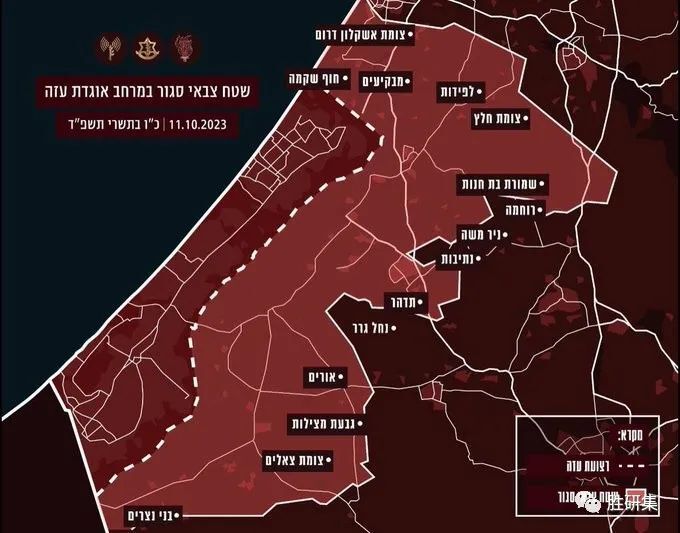 שטח צבאי סגור במרחב אוגדת עזה
11.10.2023 | כ"ו בתשרי תשפ"ד
צומת אשקלון דרום
חוף שקמה
מבקיעים
לפידות
צומת חלץ
שמורת בת חנות
רוחמה
ניר משה
נתיבות
תדהר
נחל גרר
אורים
גבעת מצילות
צומת צאלים
בני נצרים
מקרא:
רצועת עזה
סגור
胜研集